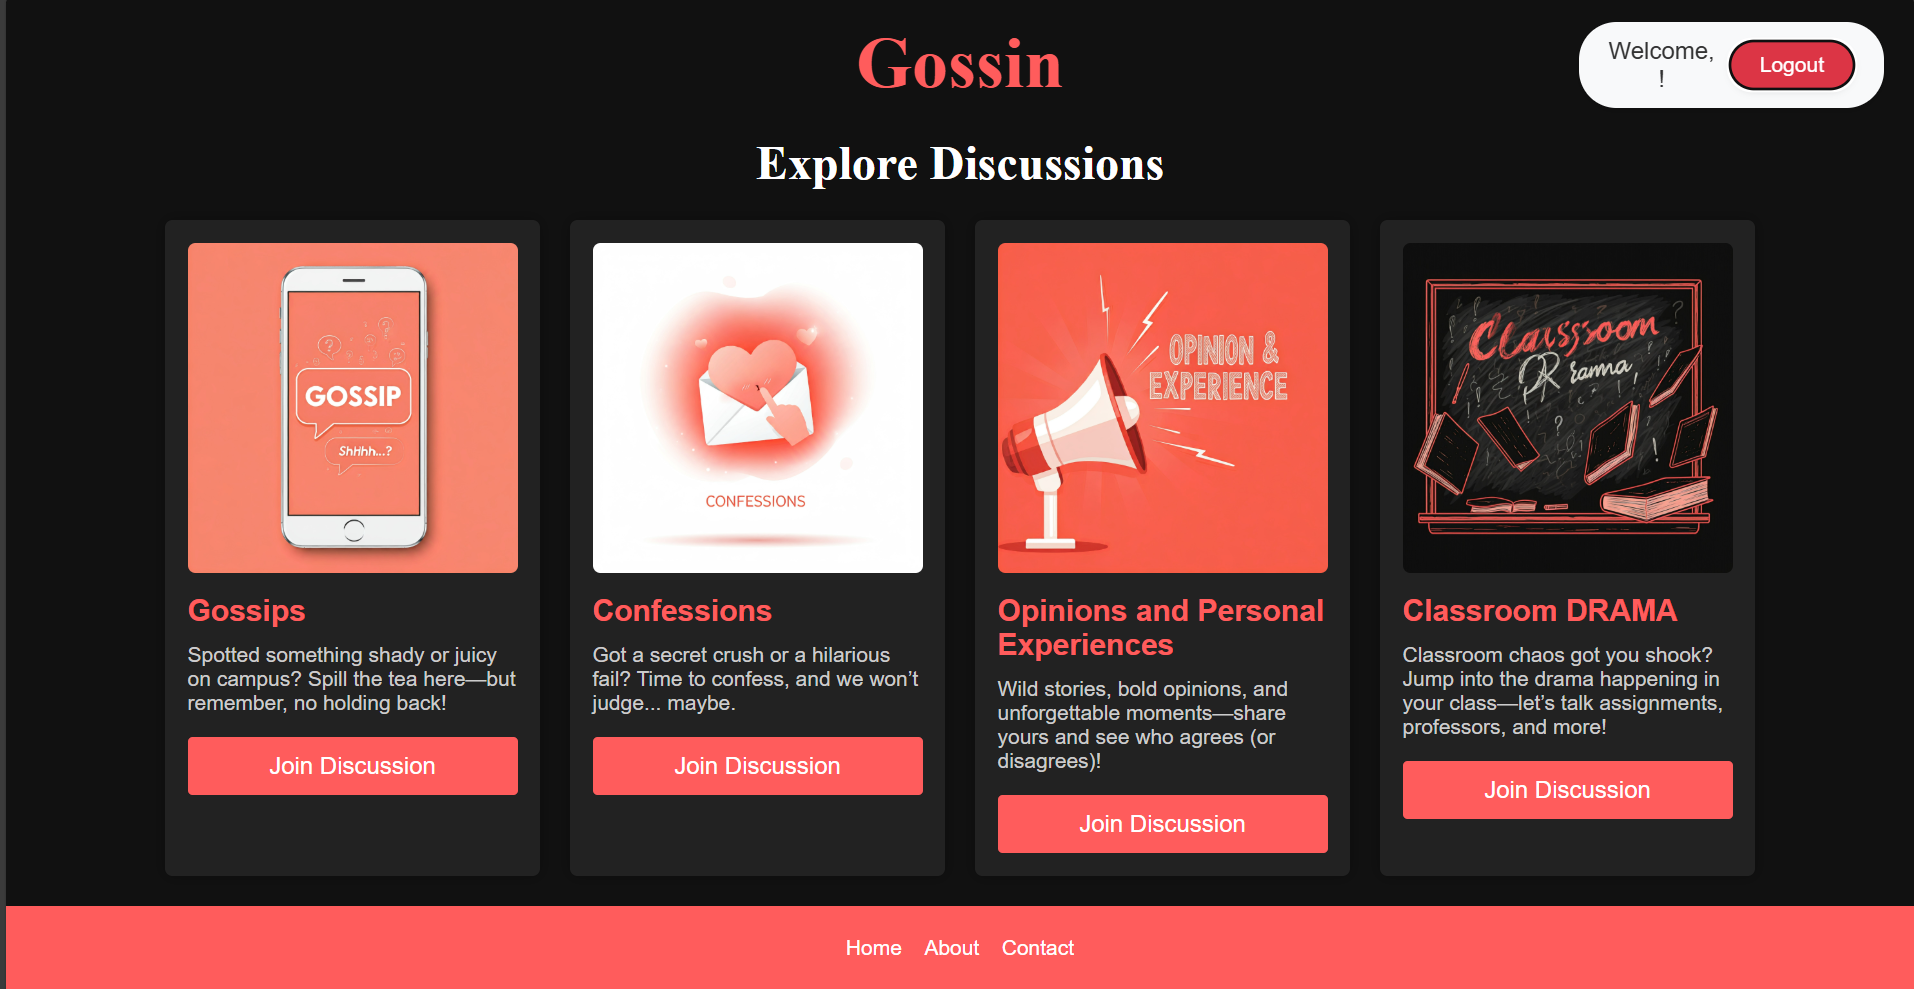 Gossin
Welcome,
!
Logout
Explore Discussions
GOSSIP
ShHhh...?
CONFESSIONS
OPINION &
EXPERIENCE
Classroom
Drama
Gossips
Spotted something shady or juicy
on campus? Spill the tea here—but
remember, no holding back!
Join Discussion
Confessions
Got a secret crush or a hilarious
fail? Time to confess, and we won’t
judge... maybe.
Join Discussion
Opinions and Personal
Experiences
Wild stories, bold opinions, and
unforgettable moments—share
yours and see who agrees (or
disagrees)!
Join Discussion
Classroom DRAMA
Classroom chaos got you shook?
Jump into the drama happening in
your class—let’s talk assignments,
professors, and more!
Join Discussion
Home About Contact